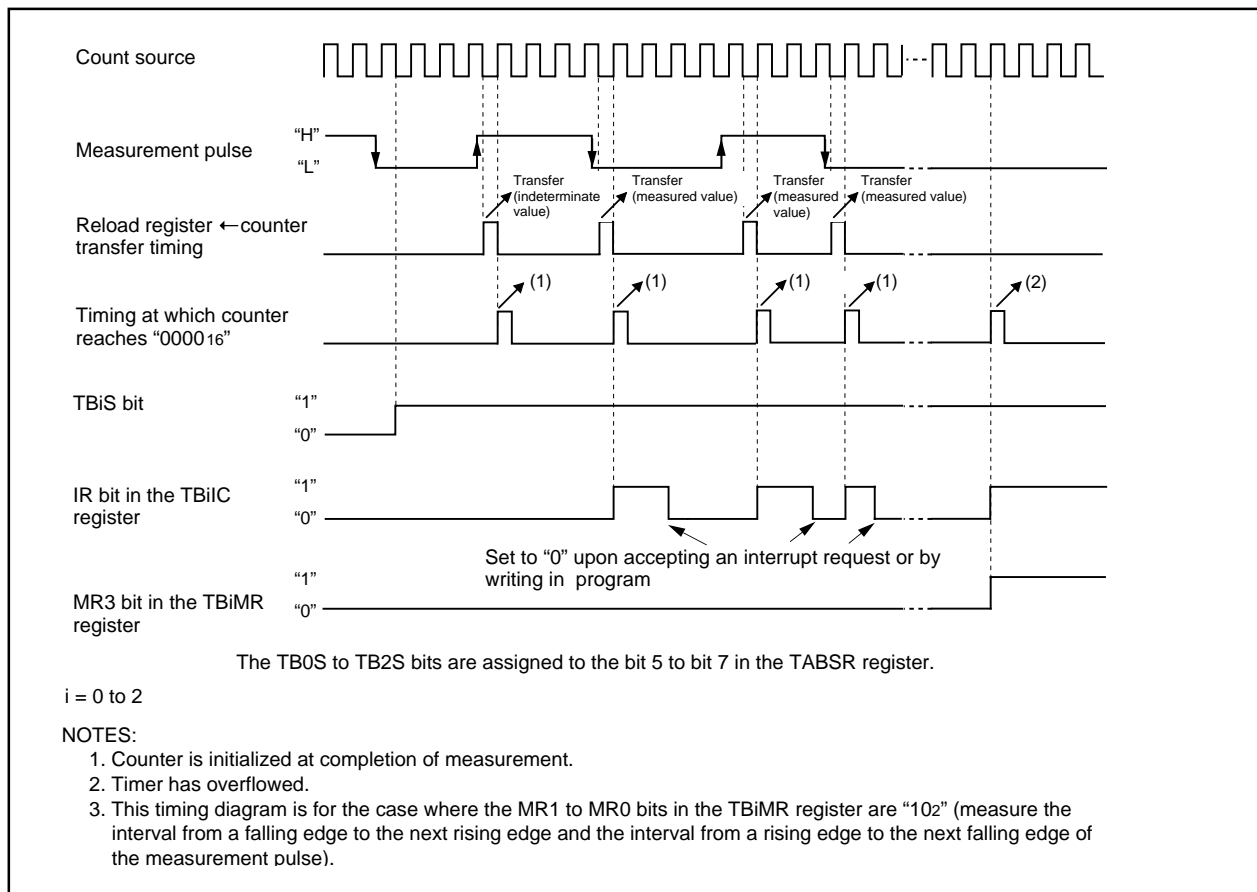 Count source
Measurement pulse
“H”
“L”
Transfer
(indeterminate
value)
Transfer
(measured value)
Transfer
(measured
value)
Transfer
(measured value)
Reload register ←counter
transfer timing
(1)
(1)
(1)
(1)
(2)
Timing at which counter
reaches “000016”
TBiS bit
“1”
“0”
IR bit in the TBiIC
register
“1”
“0”
Set to “0” upon accepting an interrupt request or by
writing in program
MR3 bit in the TBiMR
register
“1”
“0”
The TB0S to TB2S bits are assigned to the bit 5 to bit 7 in the TABSR register.
i = 0 to 2
NOTES:
1. Counter is initialized at completion of measurement.
2. Timer has overflowed.
3. This timing diagram is for the case where the MR1 to MR0 bits in the TBiMR register are “102” (measure the
interval from a falling edge to the next rising edge and the interval from a rising edge to the next falling edge of
the measurement pulse).